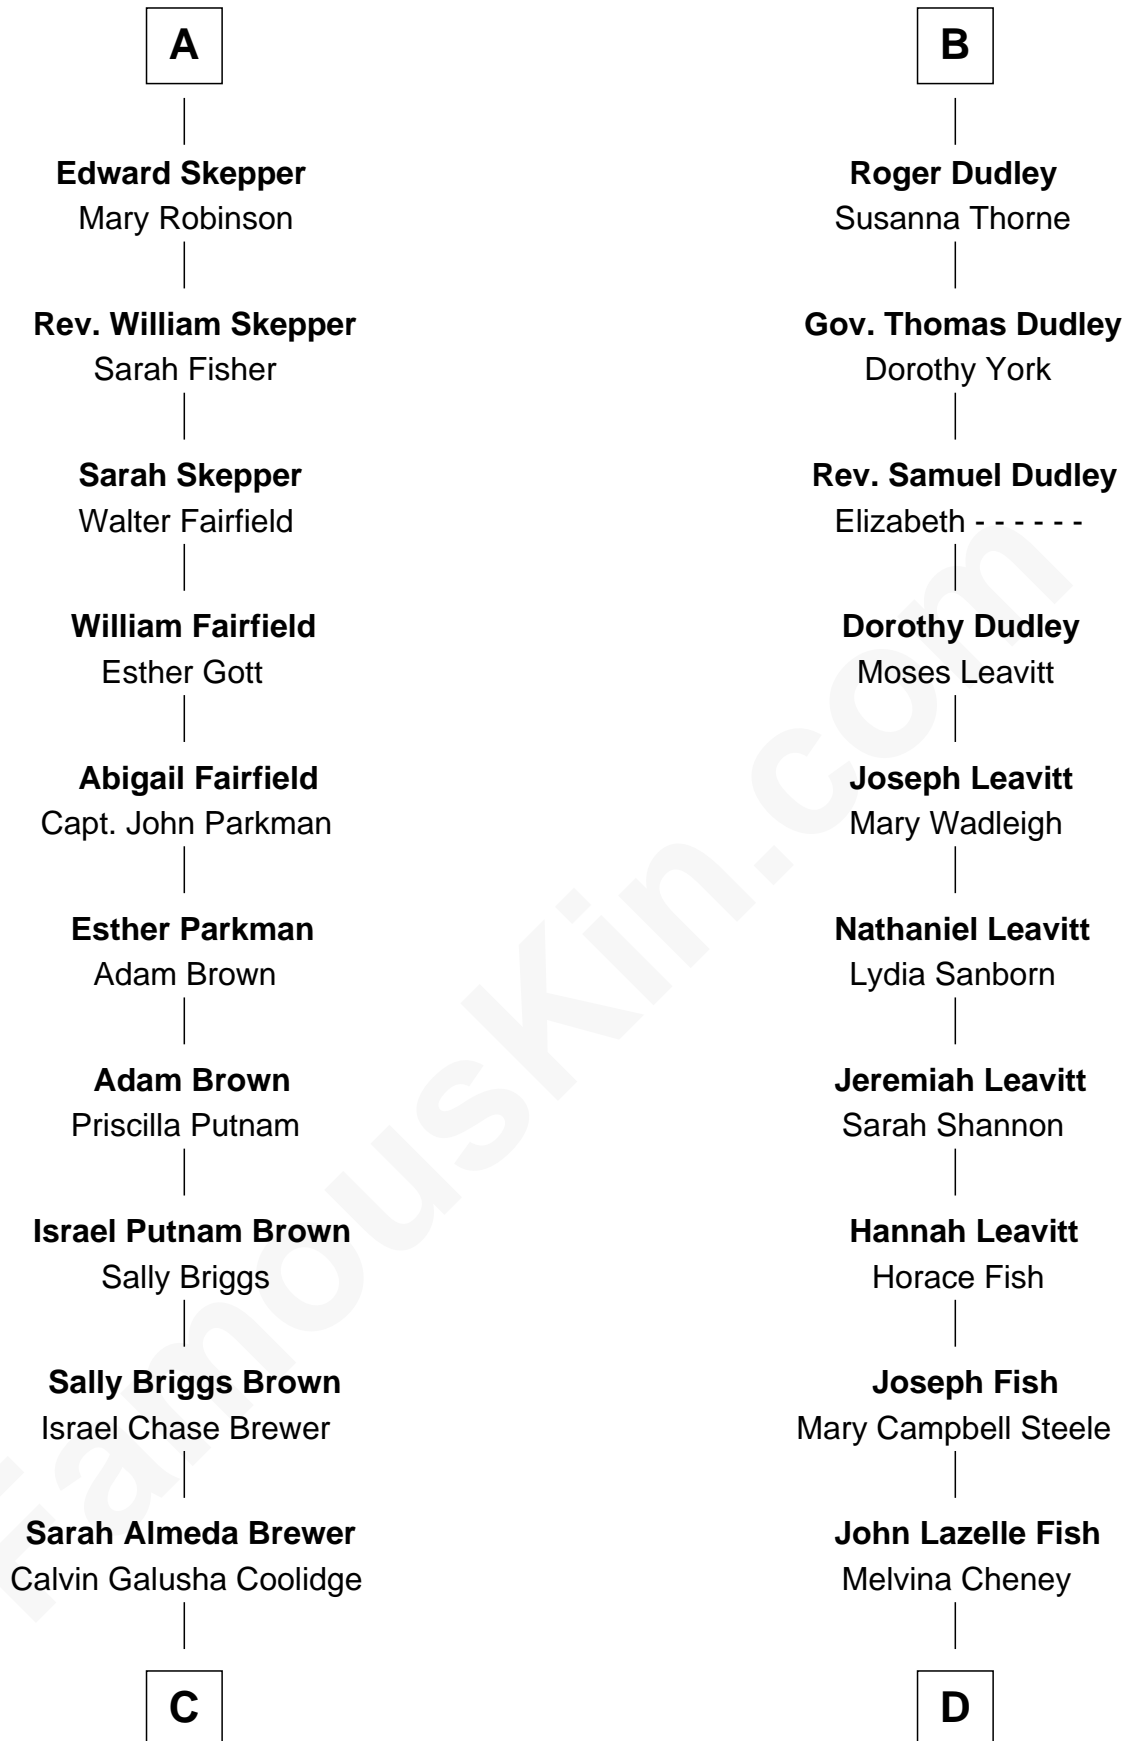 A
Edward Skepper
Mary Robinson
Rev. William Skepper
Sarah Fisher
Sarah Skepper
Walter Fairfield
William Fairfield
Esther Gott
Abigail Fairfield
Capt. John Parkman
Esther Parkman
Adam Brown
Adam Brown
Priscilla Putnam
Israel Putnam Brown
Sally Briggs
Sally Briggs Brown
Israel Chase Brewer
Sarah Almeda Brewer
Calvin Galusha Coolidge
C
B
Roger Dudley
Susanna Thorne
Gov. Thomas Dudley
Dorothy York
Rev. Samuel Dudley
Elizabeth - - - - - -
Dorothy Dudley
Moses Leavitt
Joseph Leavitt
Mary Wadleigh
Nathaniel Leavitt
Lydia Sanborn
Jeremiah Leavitt
Sarah Shannon
Hannah Leavitt
Horace Fish
Joseph Fish
Mary Campbell Steele
John Lazelle Fish
Melvina Cheney
D
FamousKin.com